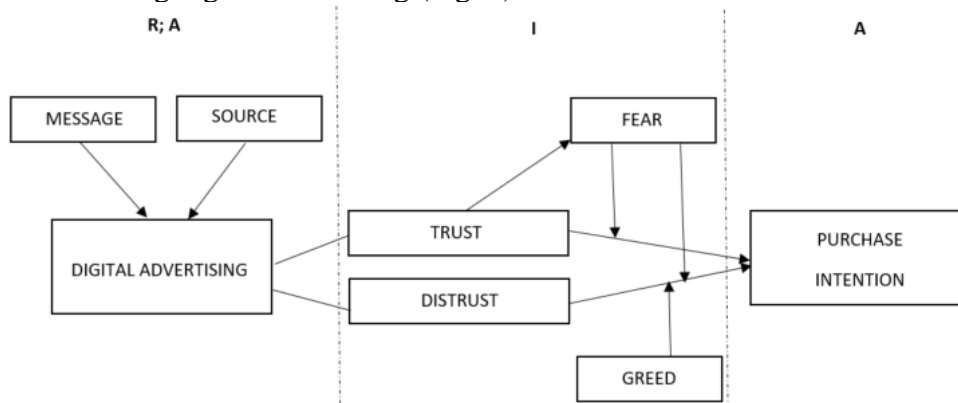 R; A
I
A
MESSAGE
SOURCE
FEAR
DIGITAL ADVERTISING
TRUST
DISTRUST
PURCHASE
INTENTION
GREED